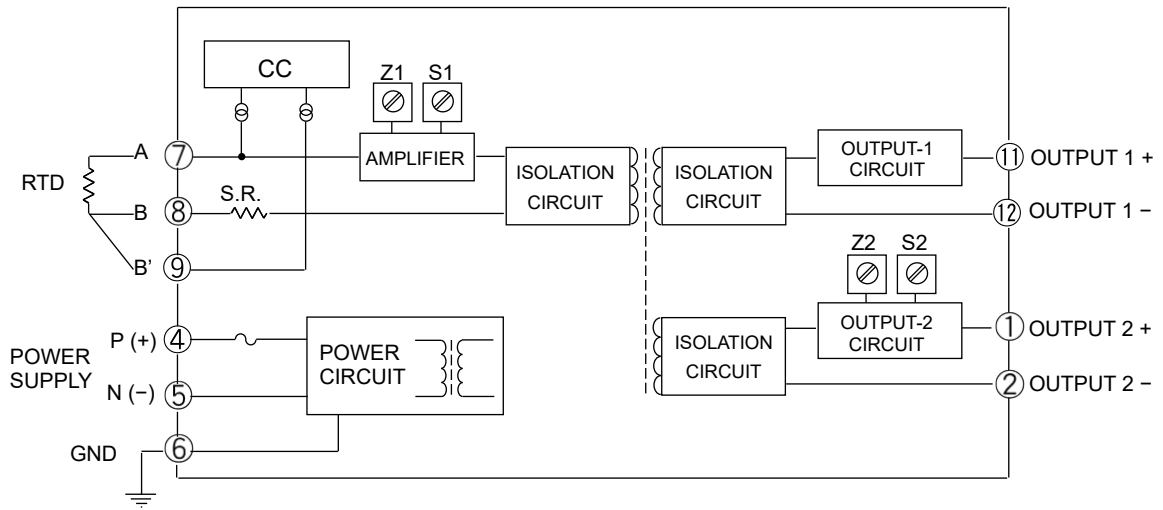 CC
Z1 S1
A 7
AMPLIFIER
RTD
S.R.
B 8
B' 9
ISOLATION
CIRCUIT
ISOLATION
CIRCUIT
OUTPUT-1
CIRCUIT
11 OUTPUT 1 +
12 OUTPUT 1 −
Z2 S2
POWER
SUPPLY
P (+) 4
N (−) 5
POWER
CIRCUIT
ISOLATION
CIRCUIT
OUTPUT-2
CIRCUIT
1 OUTPUT 2 +
2 OUTPUT 2 −
GND 6